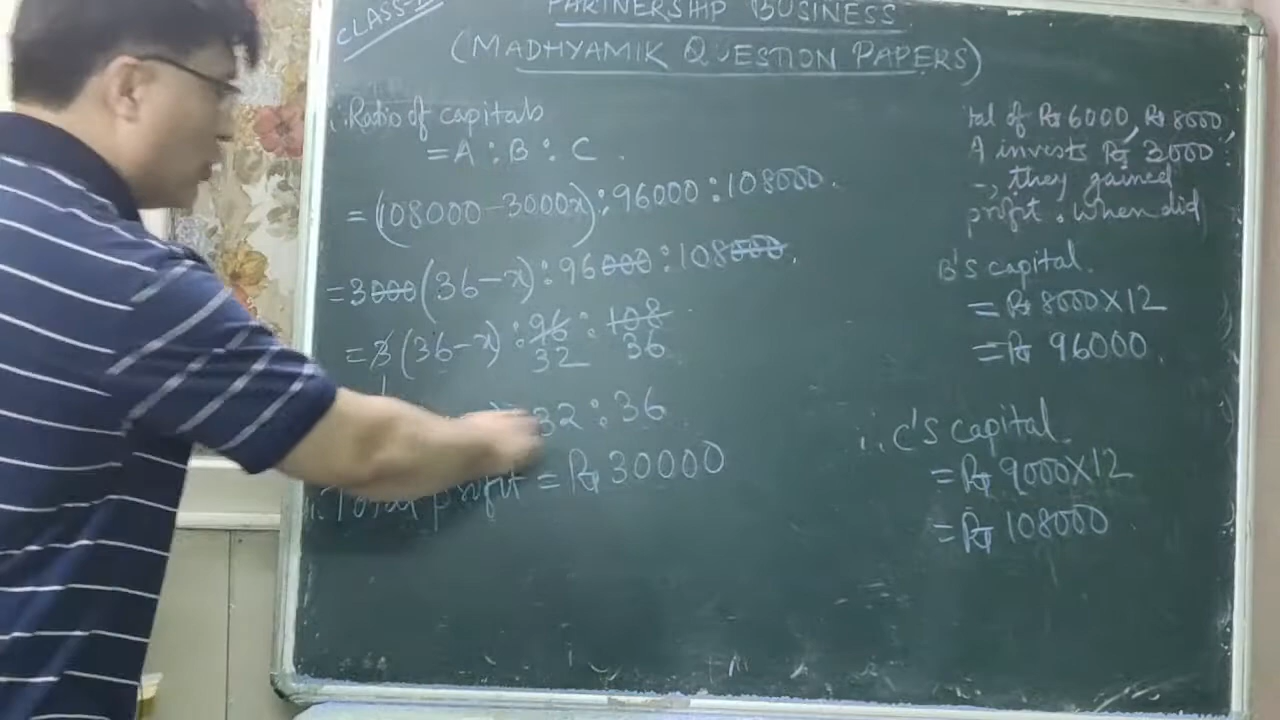 CLASS-
PARTNERSHIP BUSINESS
(MADHYAMIK QUESTION PAPERS)
∴ Ratio of capitals
= A : B : C .
= (108000 - 3000x) : 96000 : 108000 .
= 3000 (36 - x) : 96000 : 108000 .
= 3 (36 - x) : 96 : 108
1 32 36
32 : 36
∴ Total profit = Rs 30000
tal of Rs 6000, Rs 8000,
A invests Rs 3000
they gained
profit. When did
B'S capital.
= Rs 8000 X 12
= Rs 96000 .
∴ C'S capital
= Rs 9000 X 12
= Rs 108000